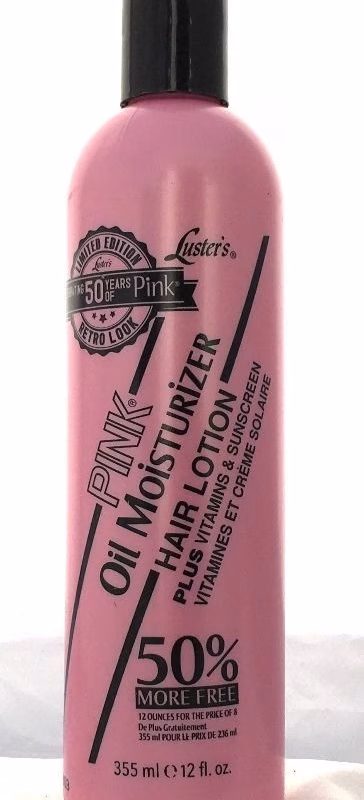 Luster's®
LIMITED EDITION
Luster's
50 YEARS OF Pink®
RETRO LOOK
PINK®
Oil Moisturizer
HAIR LOTION
PLUS VITAMINS & SUNSCREEN
VITAMINES ET CRÈME SOLAIRE
50%
MORE FREE
12 OUNCES FOR THE PRICE OF 8
De Plus Gratuitement
355 ml POUR LE PRIX DE 236 ml
355 ml 12 fl. oz.